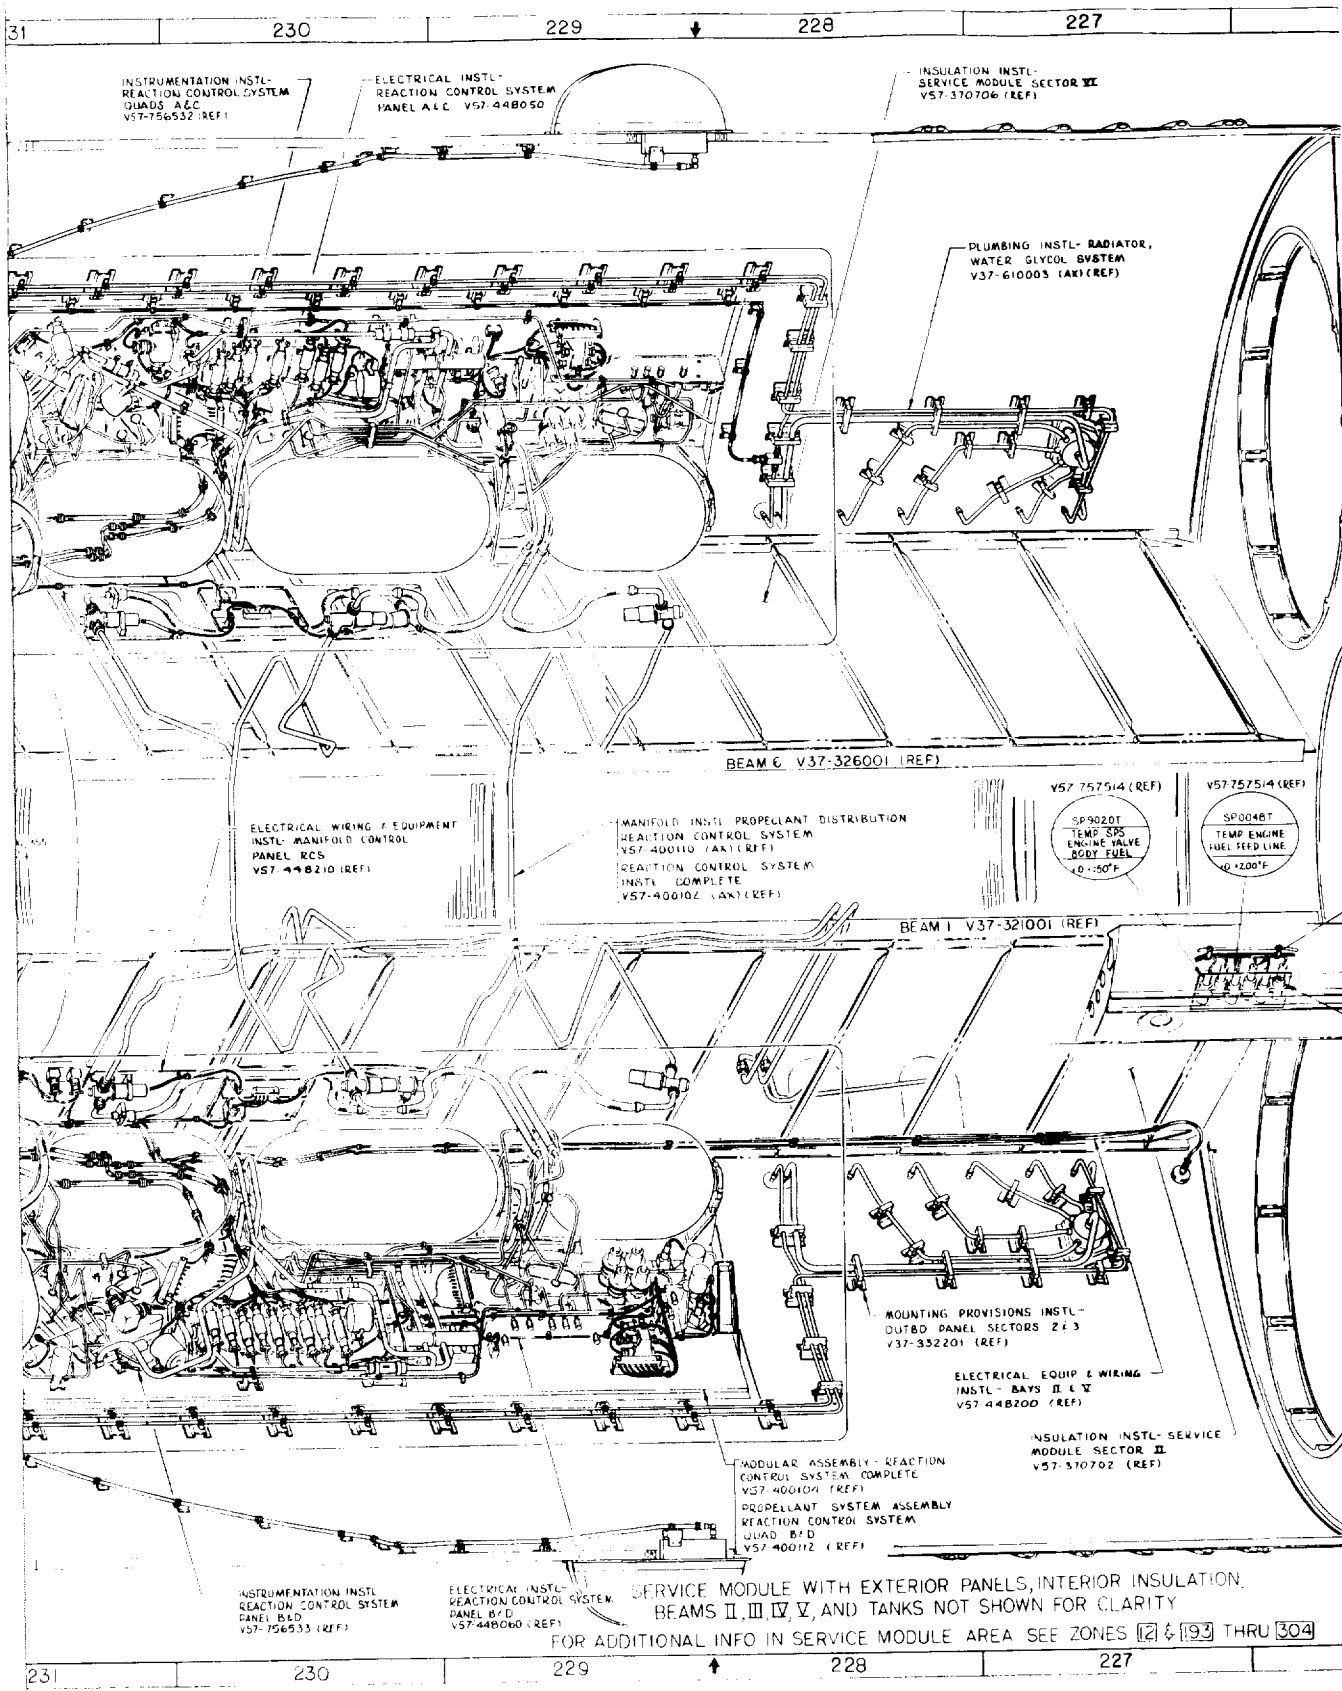 31 230 229 228 227
INSTRUMENTATION INSTL-
REACTION CONTROL SYSTEM
QUADS A&C
V57-756532 (REF)
ELECTRICAL INSTL-
REACTION CONTROL SYSTEM
PANEL A&C V57-448050
INSULATION INSTL-
SERVICE MODULE SECTOR VI
V57-370706 (REF)
PLUMBING INSTL- RADIATOR,
WATER GLYCOL SYSTEM
V37-610003 (AX)(REF)
BEAM 6 V37-326001 (REF)
ELECTRICAL WIRING & EQUIPMENT
INSTL- MANIFOLD CONTROL
PANEL RCS
V57-448210 (REF)
MANIFOLD INSTL PROPELLANT DISTRIBUTION
REACTION CONTROL SYSTEM
V57-400110 (AX)(REF)
REACTION CONTROL SYSTEM
INSTL COMPLETE
V57-400102 (AX)(REF)
V57-757514 (REF)
SP9020T
TEMP SPS
ENGINE VALVE
BODY FUEL
V57-757514 (REF)
SP0048T
TEMP ENGINE
FUEL FEED LINE
BEAM 1 V37-321001 (REF)
MOUNTING PROVISIONS INSTL-
OUTBD PANEL SECTORS 2&3
V37-332201 (REF)
ELECTRICAL EQUIP & WIRING
INSTL- BAYS II & V
V57-448200 (REF)
INSULATION INSTL- SERVICE
MODULE SECTOR II
V57-370702 (REF)
MODULAR ASSEMBLY - REACTION
CONTROL SYSTEM COMPLETE
V57-400104 (REF)
PROPELLANT SYSTEM ASSEMBLY
REACTION CONTROL SYSTEM
QUAD B/D
V57-400112 (REF)
INSTRUMENTATION INSTL
REACTION CONTROL SYSTEM
PANEL B&D
V57-756533 (REF)
ELECTRICAL INSTL-
REACTION CONTROL SYSTEM
PANEL B/D
V57-448060 (REF)
SERVICE MODULE WITH EXTERIOR PANELS, INTERIOR INSULATION,
BEAMS II, III, IV, V, AND TANKS NOT SHOWN FOR CLARITY
FOR ADDITIONAL INFO IN SERVICE MODULE AREA SEE ZONES 12 & 193 THRU 304
231 230 229 228 227